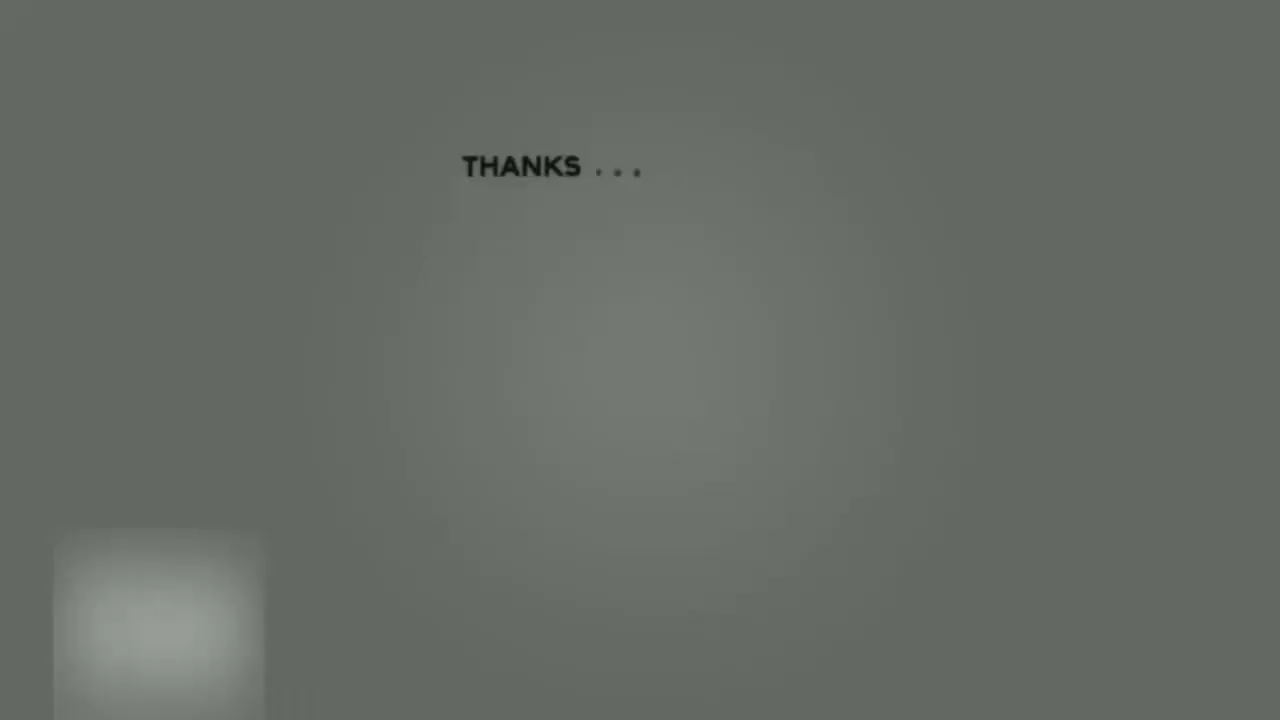 THANKS . . .